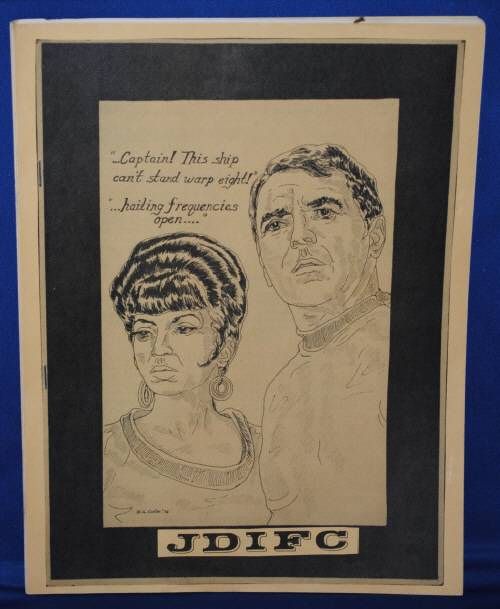 "...Captain! This ship
can't stand warp eight!"
"...hailing frequencies
open...."
JDIFC